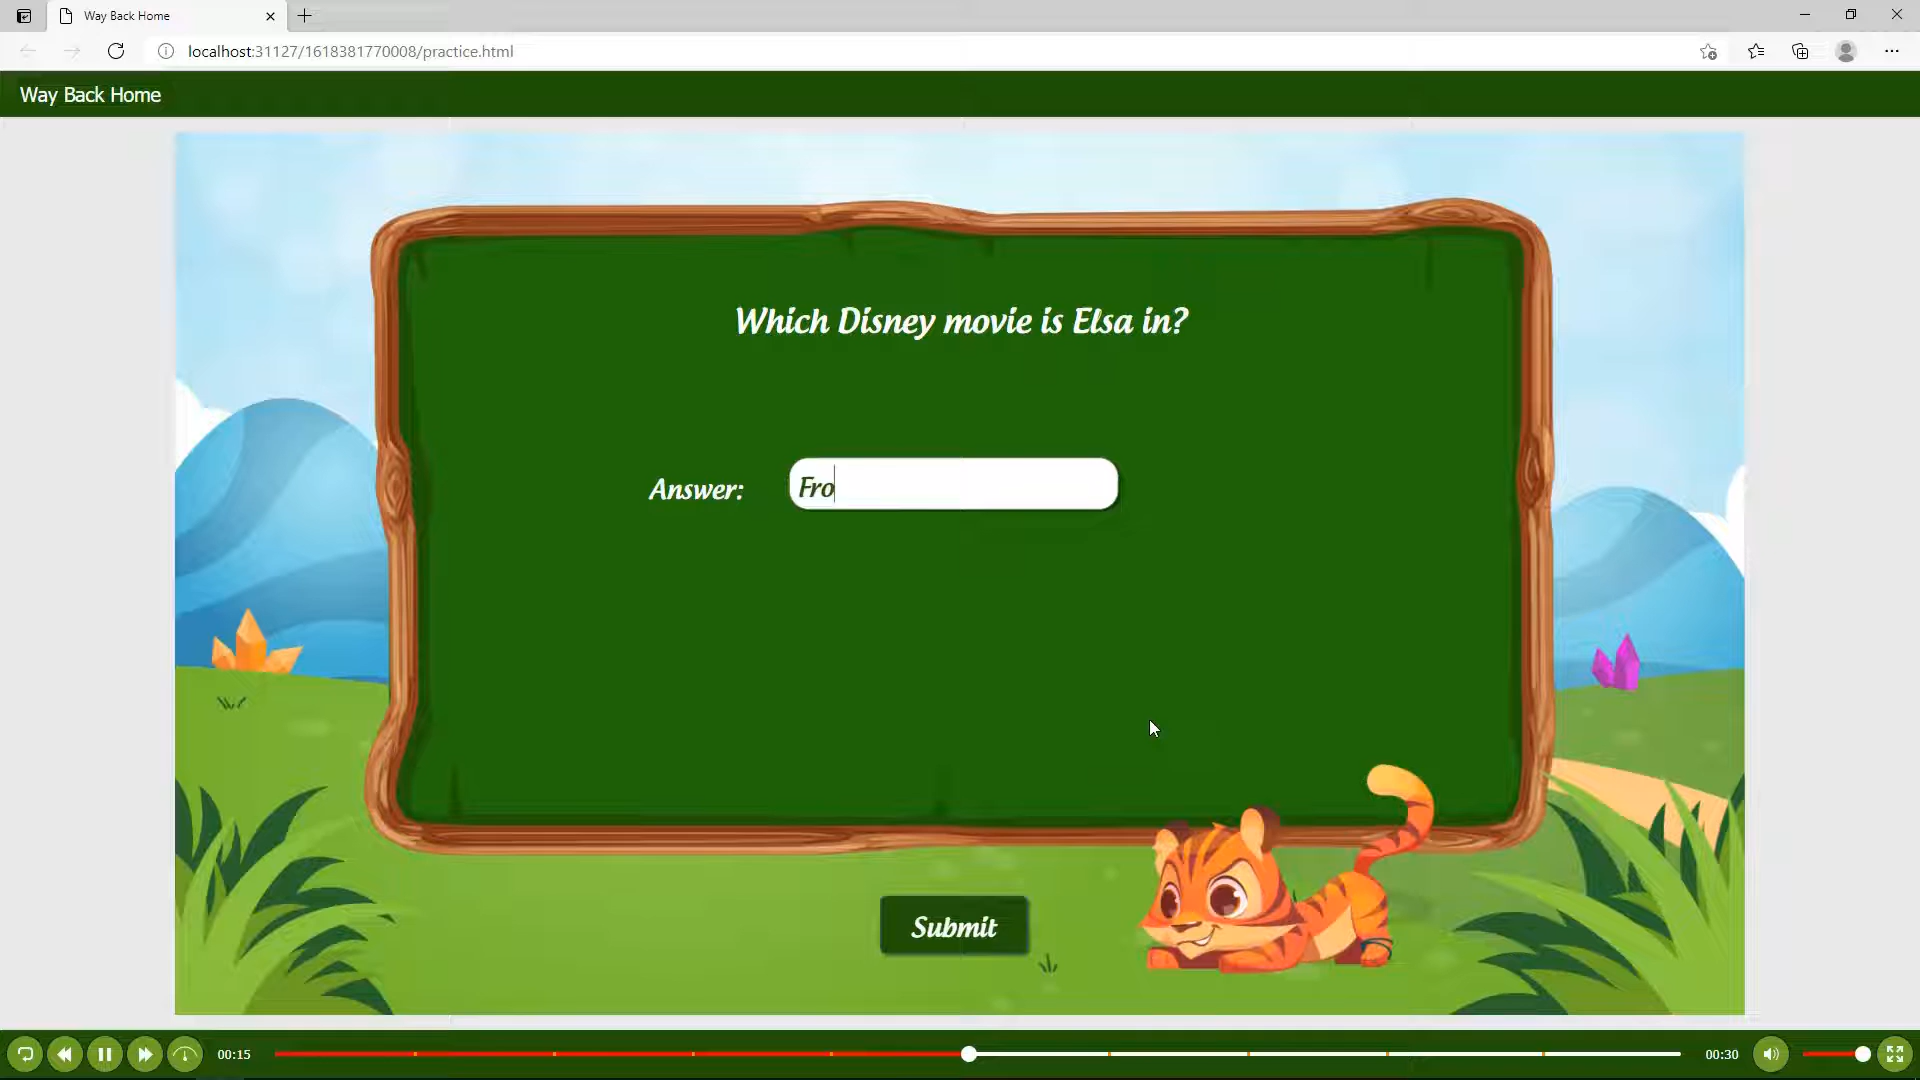 Way Back Home
localhost:31127/1618381770008/practice.html
Way Back Home
Which Disney movie is Elsa in?
Answer: Fro
Submit
00:15
00:30